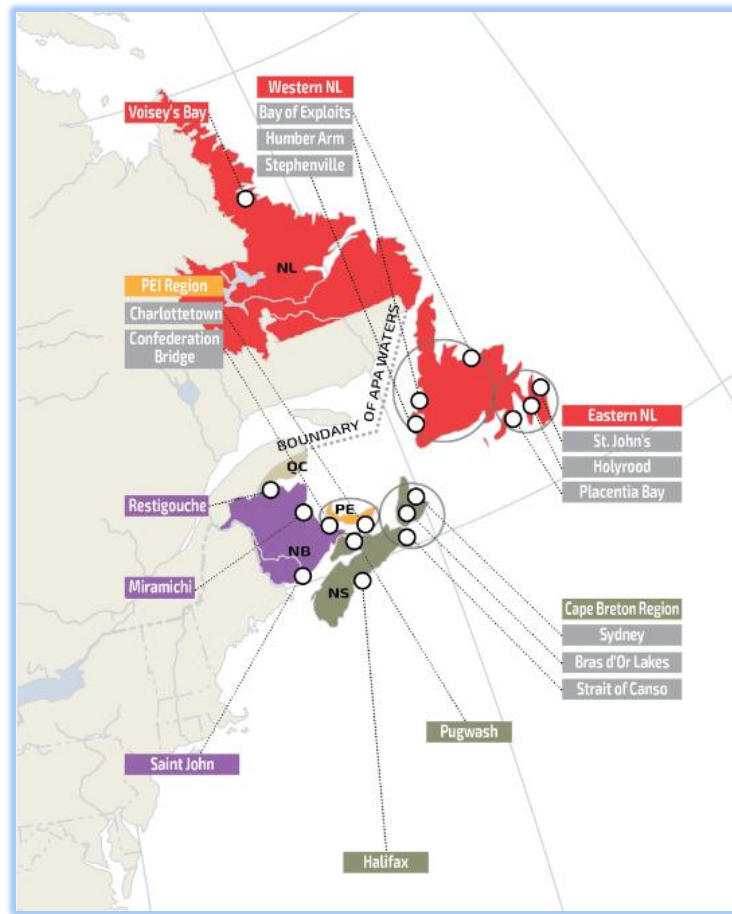 Voisey's Bay
Western NL
Bay of Exploits
Humber Arm
Stephenville
NL
PEI Region
Charlottetown
Confederation
Bridge
BOUNDARY OF APA WATERS
Eastern NL
St. John's
Holyrood
Placentia Bay
QC
Restigouche
PE
NB
Miramichi
NS
Cape Breton Region
Sydney
Bras d'Or Lakes
Strait of Canso
Pugwash
Saint John
Halifax